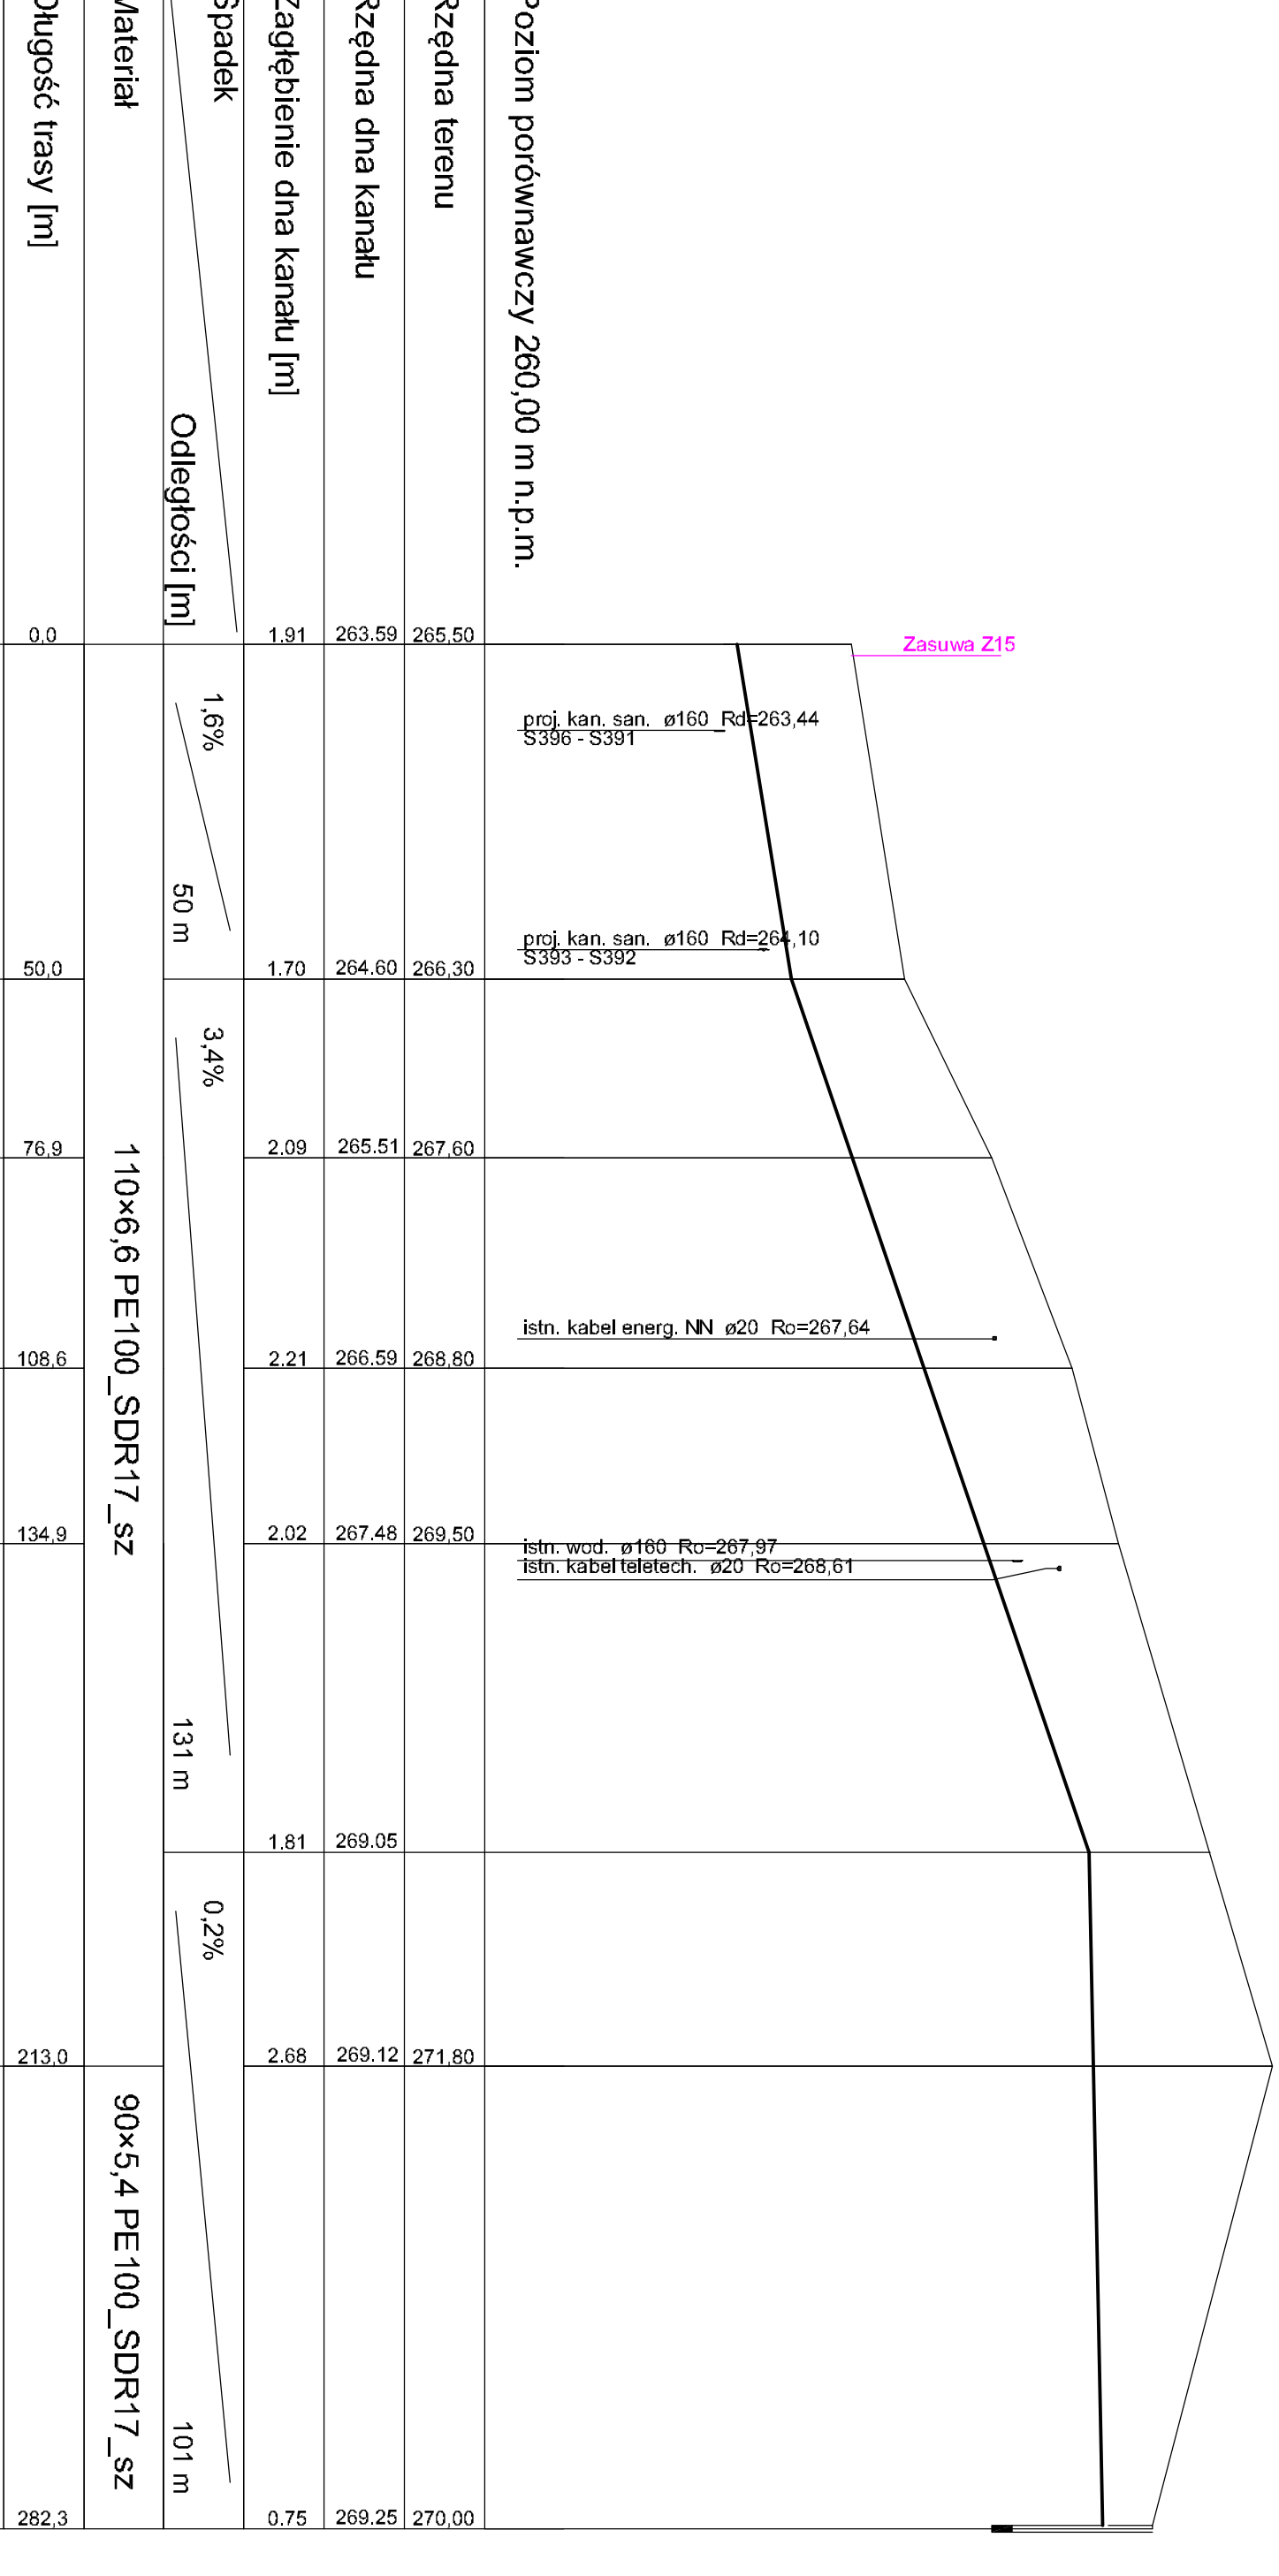 Poziom porównawczy 260,00 m n.p.m.
Zasuwa Z15
proj. kan. san. ø160 Rd=263,44
S396 - S391
proj. kan. san. ø160 Rd=264,10
S393 - S392
istn. kabel energ. NN ø20 Ro=267,64
istn. wod. ø160 Ro=267,97
istn. kabel teletech. ø20 Ro=268,61
Rzędna terenu
265,50
266,30
267,60
268,80
269,50
271,80
270,00
Rzędna dna kanału
263.59
264.60
265.51
266.59
267.48
269.05
269.12
269.25
Zagłębienie dna kanału [m]
1.91
1.70
2.09
2.21
2.02
1.81
2.68
0.75
Spadek
Odległości [m]
1,6%
50 m
3,4%
131 m
0,2%
101 m
Materiał
110×6,6 PE100_SDR17_sz
90×5,4 PE100_SDR17_sz
Długość trasy [m]
0,0
50,0
76,9
108,6
134,9
213,0
282,3